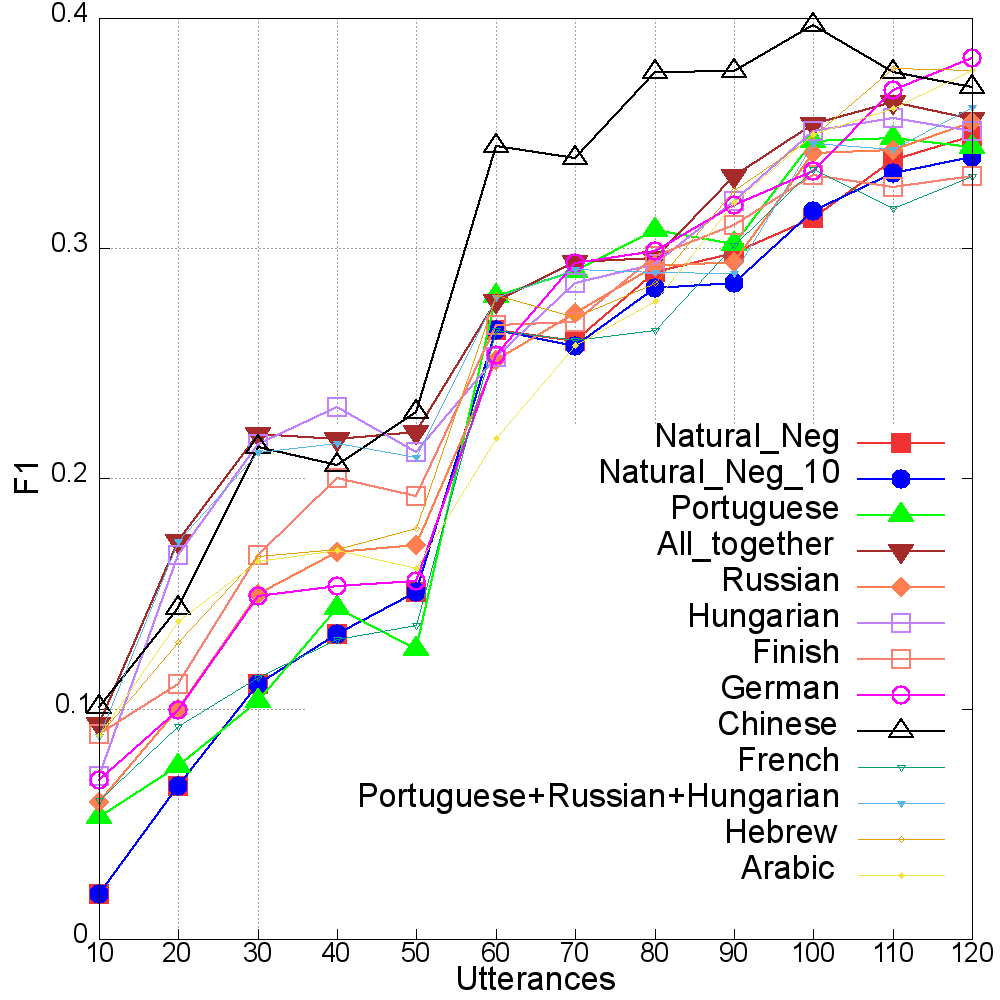 0.4
0.3
0.2
0.1
0
F1
Natural_Neg
Natural_Neg_10
Portuguese
All_together
Russian
Hungarian
Finish
German
Chinese
French
Portuguese+Russian+Hungarian
Hebrew
Arabic
10 20 30 40 50 60 70 80 90 100 110 120
Utterances